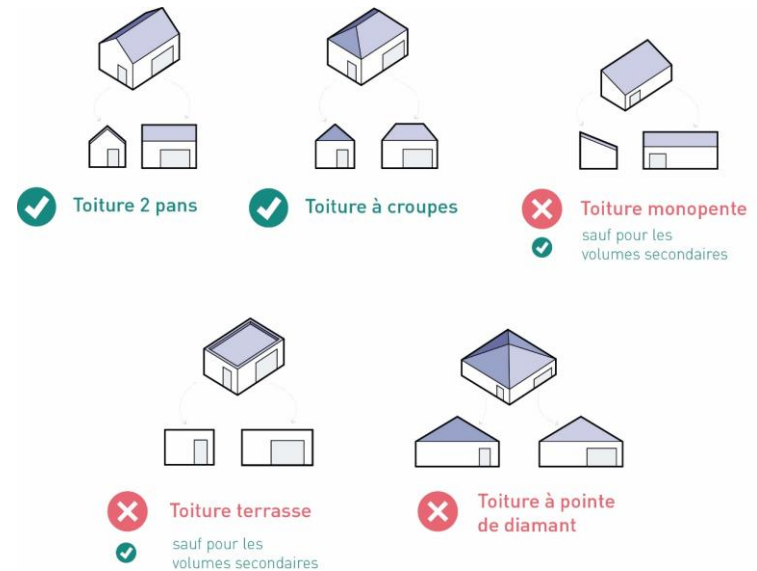 Toiture 2 pans
Toiture à croupes
Toiture monopente
sauf pour les
volumes secondaires
Toiture terrasse
sauf pour les
volumes secondaires
Toiture à pointe
de diamant